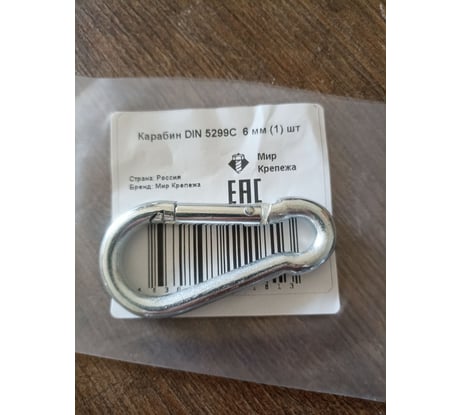 Карабин DIN 5299C 6 мм (1) шт
Мир
Крепежа
Страна: Россия
Бренд: Мир Крепежа
EAC